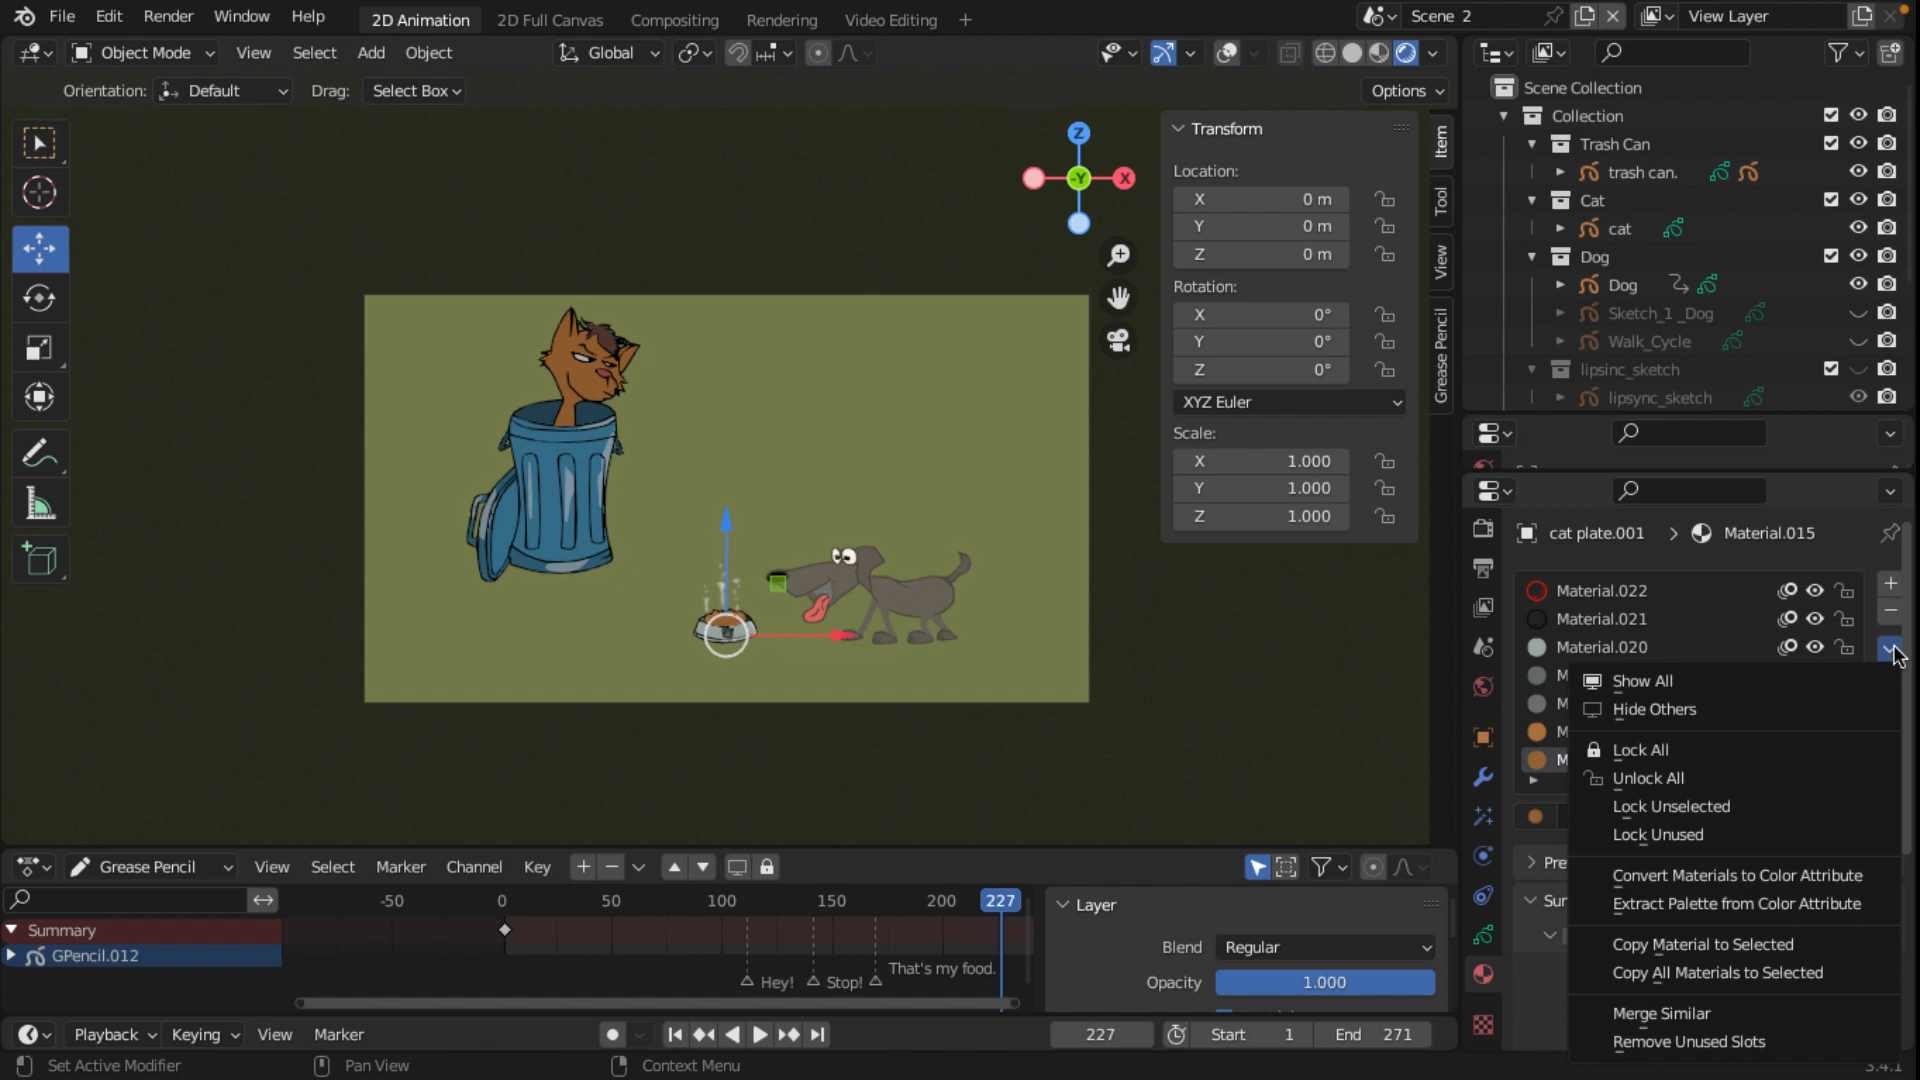 File Edit Render Window Help 2D Animation 2D Full Canvas Compositing Rendering Video Editing + Scene 2 View Layer
Object Mode View Select Add Object Global
Orientation: Default Drag: Select Box Options
Scene Collection
Collection
Trash Can
trash can.
Cat
cat
Dog
Dog
Sketch_1 _Dog
Walk_Cycle
lipsinc_sketch
lipsync_sketch
Z
-Y
X
Transform
Location:
X 0 m
Y 0 m
Z 0 m
Rotation:
X 0°
Y 0°
Z 0°
XYZ Euler
Scale:
X 1.000
Y 1.000
Z 1.000
Item
Tool
View
Grease Pencil
cat plate.001 > Material.015
Material.022
Material.021
Material.020
M
M
M
M
Show All
Hide Others
Lock All
Unlock All
Lock Unselected
Lock Unused
Convert Materials to Color Attribute
Extract Palette from Color Attribute
Copy Material to Selected
Copy All Materials to Selected
Merge Similar
Remove Unused Slots
Pre
Sur
Grease Pencil View Select Marker Channel Key
-50 0 50 100 150 200 227
Summary
GPencil.012
Hey! Stop! That's my food.
Layer
Blend Regular
Opacity 1.000
Playback Keying View Marker 227 Start 1 End 271
Set Active Modifier Pan View Context Menu 3.4.1